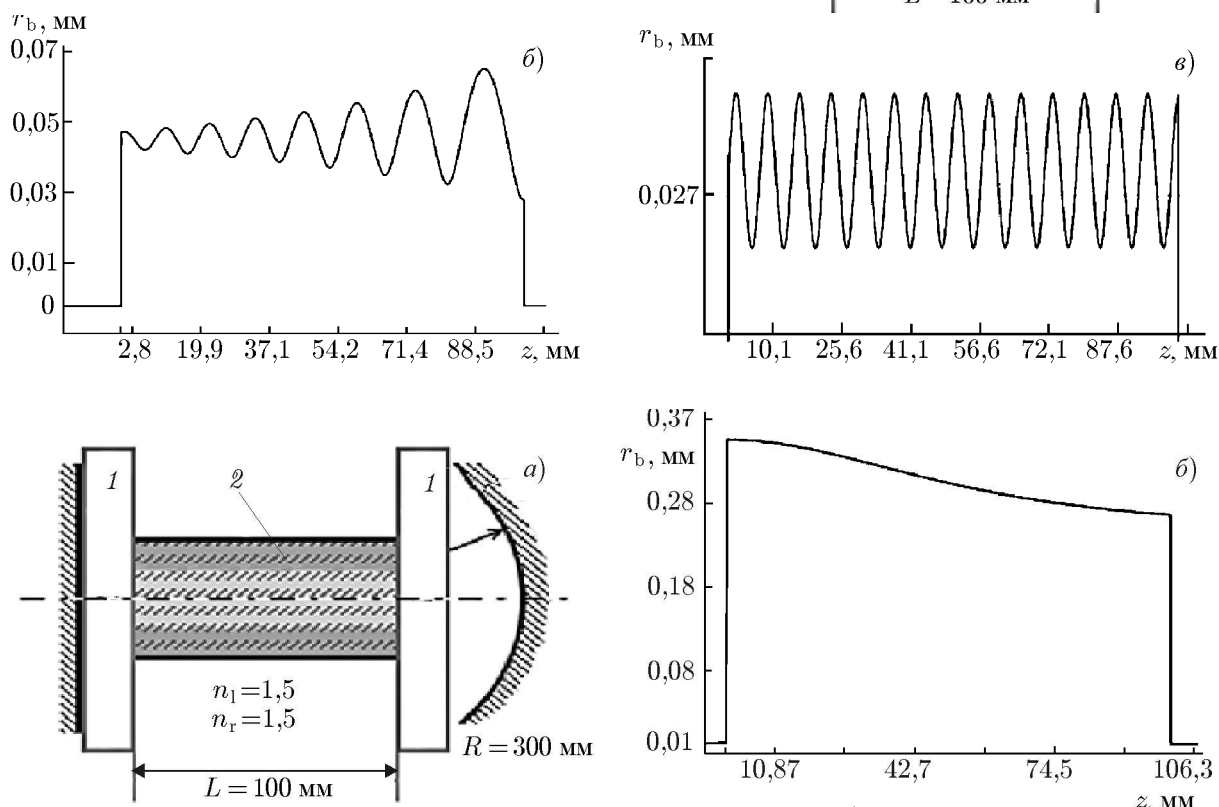 L = 100 мм
r_b, мм
0,07
0,05
0,03
0,01
0
б)
2,8 19,9 37,1 54,2 71,4 88,5 z, мм
r_b, мм
0,027
в)
10,1 25,6 41,1 56,6 72,1 87,6 z, мм
1
2
1
а)
n_l=1,5
n_r=1,5
R = 300 мм
L = 100 мм
0,37
r_b, мм
0,28
0,18
0,08
0,01
б)
10,87 42,7 74,5 106,3
z, мм